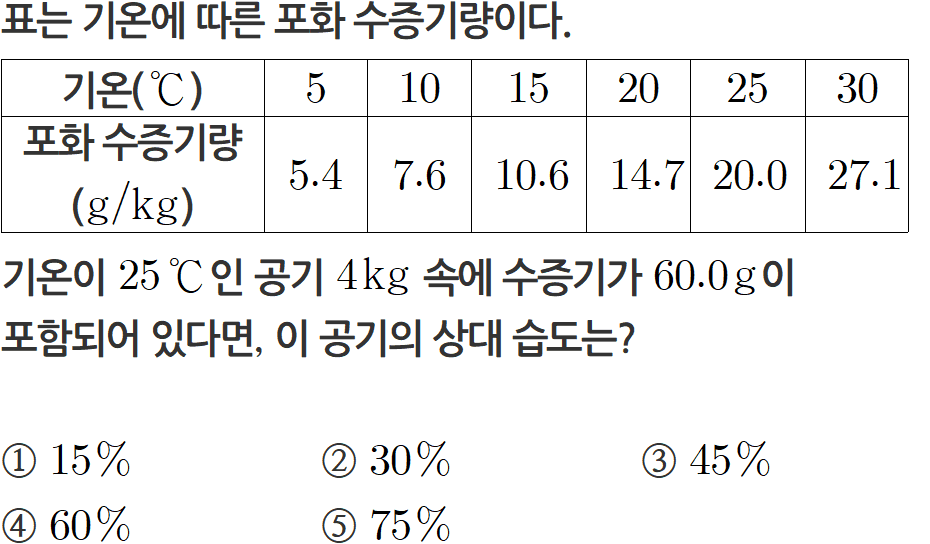 표는 기온에 따른 포화 수증기량이다.
기온(℃) 5 10 15 20 25 30
포화 수증기량
(g/kg) 5.4 7.6 10.6 14.7 20.0 27.1
기온이 25℃인 공기 4kg 속에 수증기가 60.0g이
포함되어 있다면, 이 공기의 상대 습도는?
① 15% ② 30% ③ 45%
④ 60% ⑤ 75%